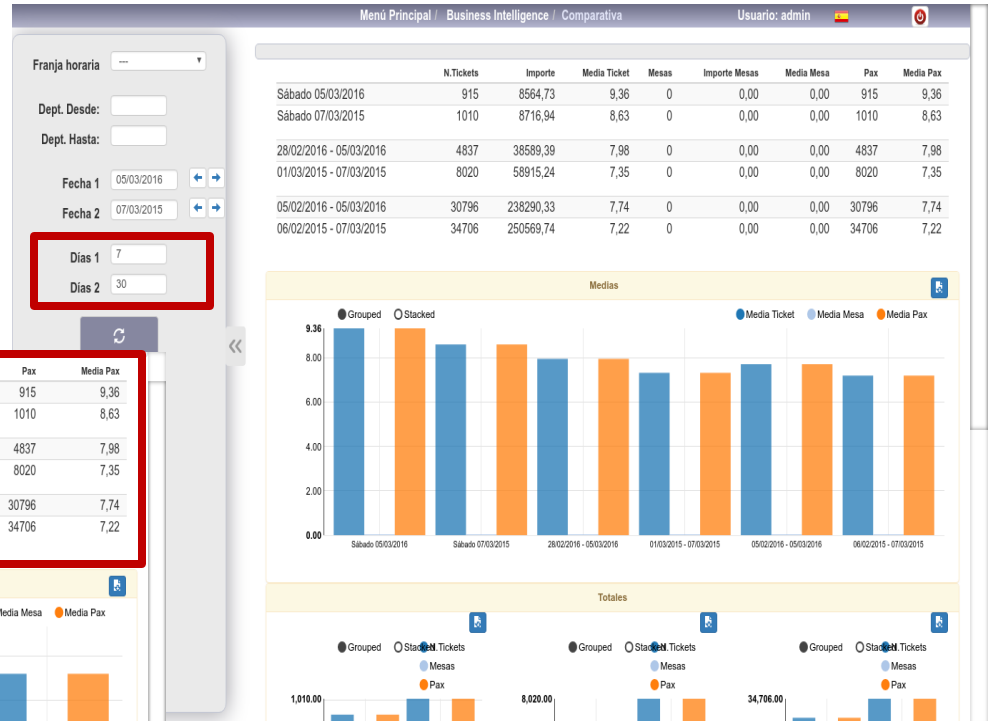 Menú Principal / Business Intelligence / Comparativa Usuario: admin
Franja horaria ---
Dept. Desde:
Dept. Hasta:
Fecha 1 05/03/2016
Fecha 2 07/03/2015
Días 1 7
Días 2 30
N.Tickets Importe Media Ticket Mesas Importe Mesas Media Mesa Pax Media Pax
Sábado 05/03/2016 915 8564,73 9,36 0 0,00 0,00 915 9,36
Sábado 07/03/2015 1010 8716,94 8,63 0 0,00 0,00 1010 8,63
28/02/2016 - 05/03/2016 4837 38589,39 7,98 0 0,00 0,00 4837 7,98
01/03/2015 - 07/03/2015 8020 58915,24 7,35 0 0,00 0,00 8020 7,35
05/02/2016 - 05/03/2016 30796 238290,33 7,74 0 0,00 0,00 30796 7,74
06/02/2015 - 07/03/2015 34706 250569,74 7,22 0 0,00 0,00 34706 7,22
Pax Media Pax
915 9,36
1010 8,63
4837 7,98
8020 7,35
30796 7,74
34706 7,22
Media Mesa Media Pax
Medias
Grouped Stacked Media Ticket Media Mesa Media Pax
9.36
8.00
6.00
4.00
2.00
0.00
Sábado 05/03/2016 Sábado 07/03/2015 28/02/2016 - 05/03/2016 01/03/2015 - 07/03/2015 05/02/2016 - 05/03/2016 06/02/2015 - 07/03/2015
Totales
Grouped Stacked N.Tickets Grouped Stacked N.Tickets Grouped Stacked N.Tickets
Mesas Mesas Mesas
Pax Pax Pax
1,010.00 8,020.00 34,706.00